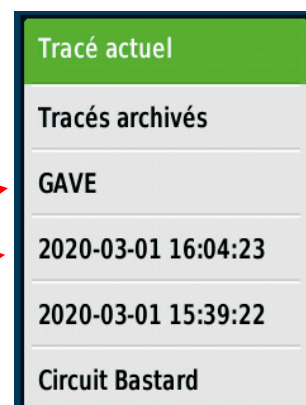 Tracé actuel
Tracés archivés
GAVE
2020-03-01 16:04:23
2020-03-01 15:39:22
Circuit Bastard